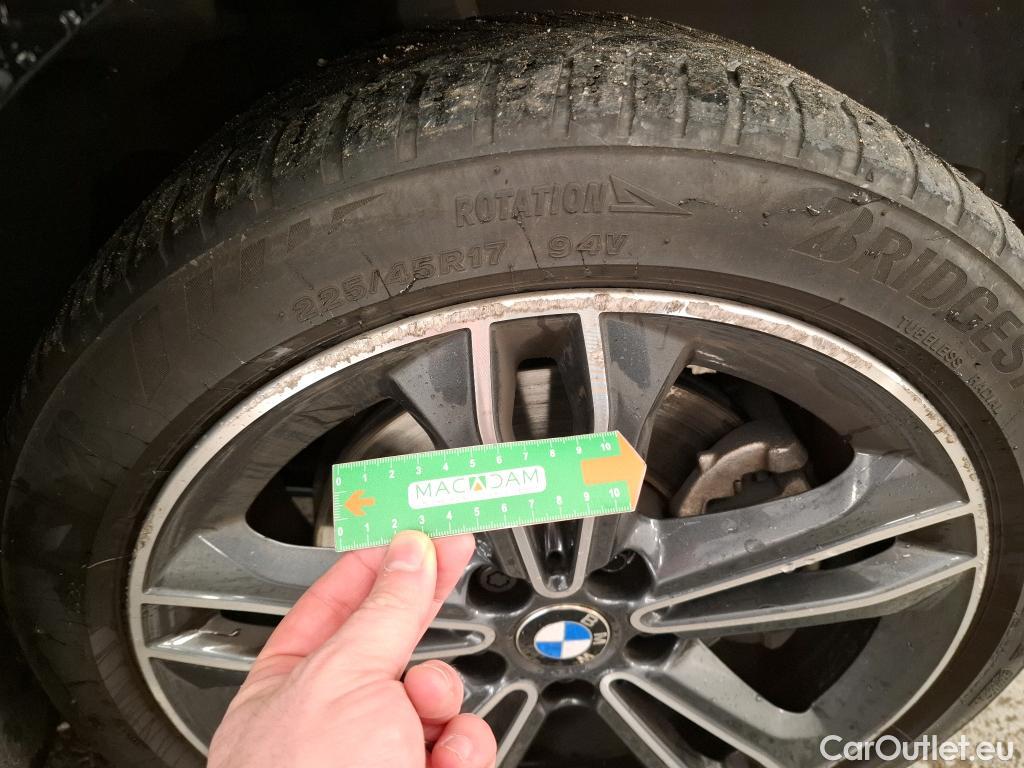 ROTATION
225/45R17 94V
BRIDGEST
TUBELESS RADIAL
0 1 2 3 4 5 6 7 8 9 10
MACADAM
0 1 2 3 4 5 6 7 8 9 10
BMW
CarOutlet.eu